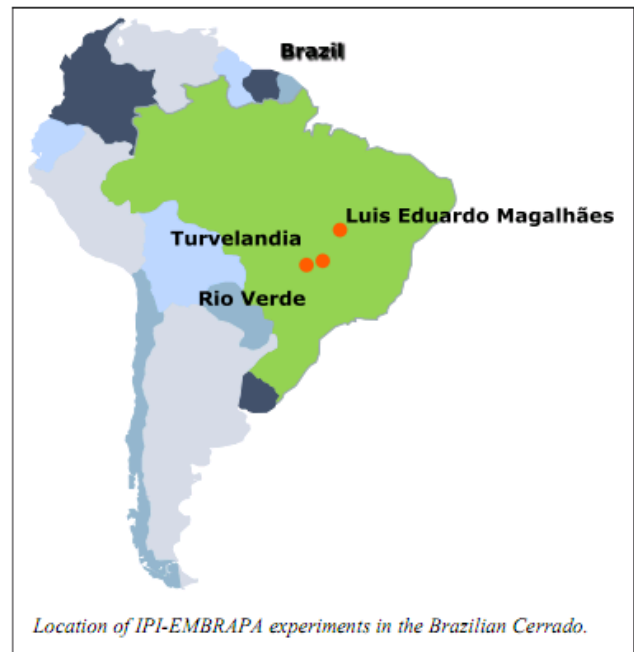 Brazil
Luis Eduardo Magalhães
Turvelandia
Rio Verde
Location of IPI-EMBRAPA experiments in the Brazilian Cerrado.